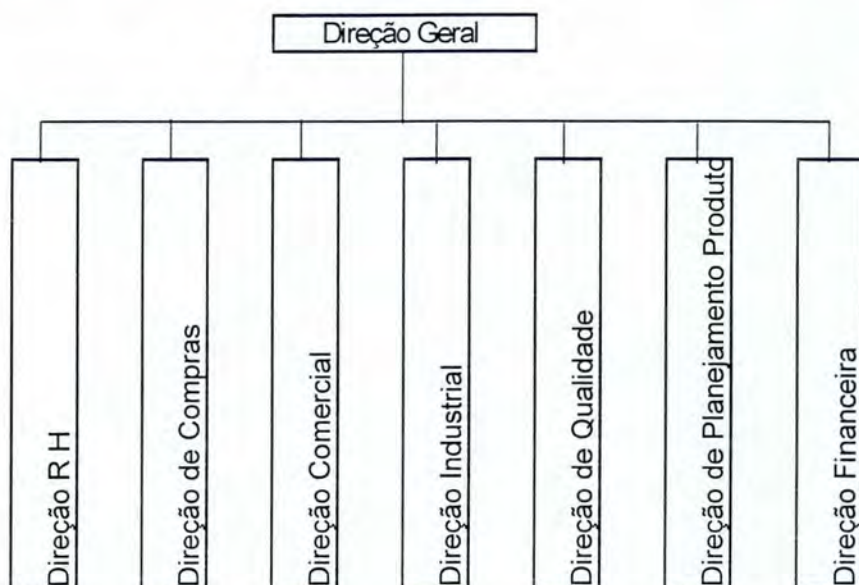 Direção Geral
Direção R H
Direção de Compras
Direção Comercial
Direção Industrial
Direção de Qualidade
Direção de Planejamento Produto
Direção Financeira